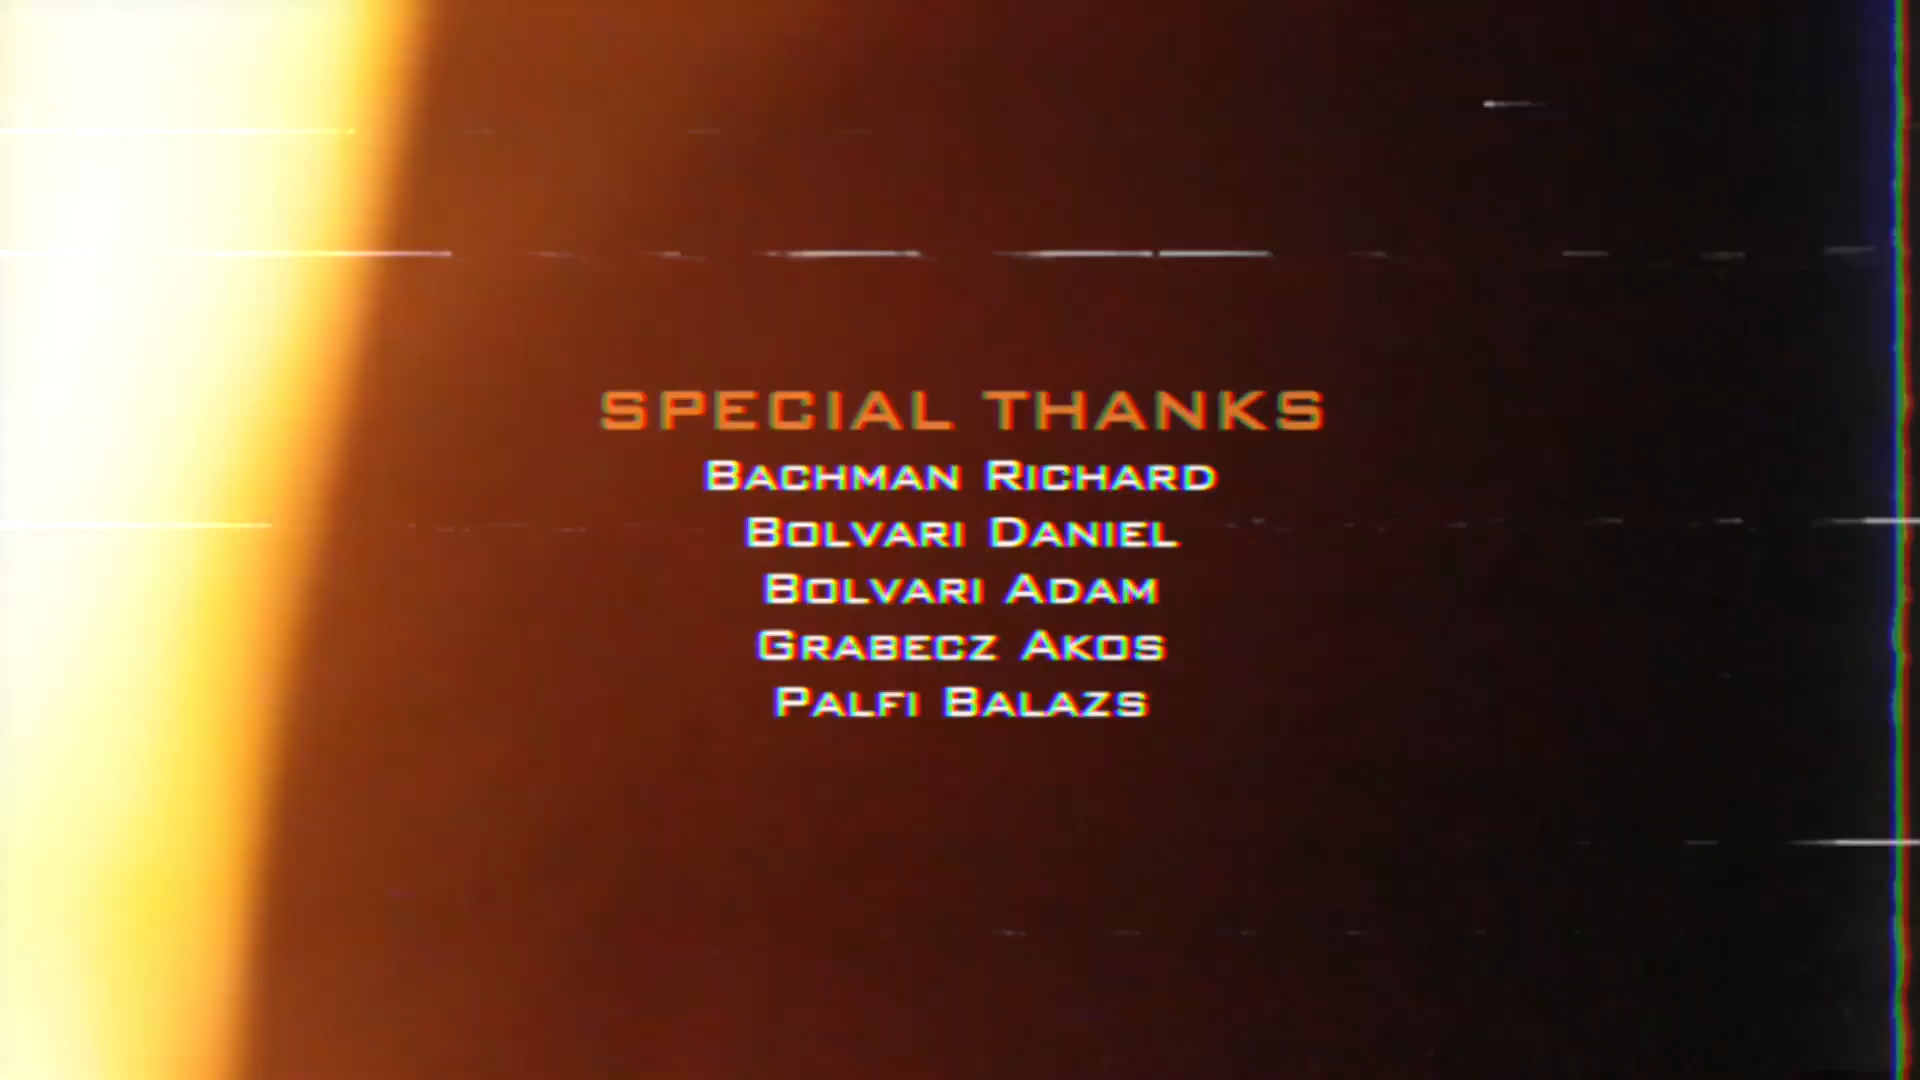 SPECIAL THANKS
BACHMAN RICHARD
BOLVARI DANIEL
BOLVARI ADAM
GRABECZ AKOS
PALFI BALAZS